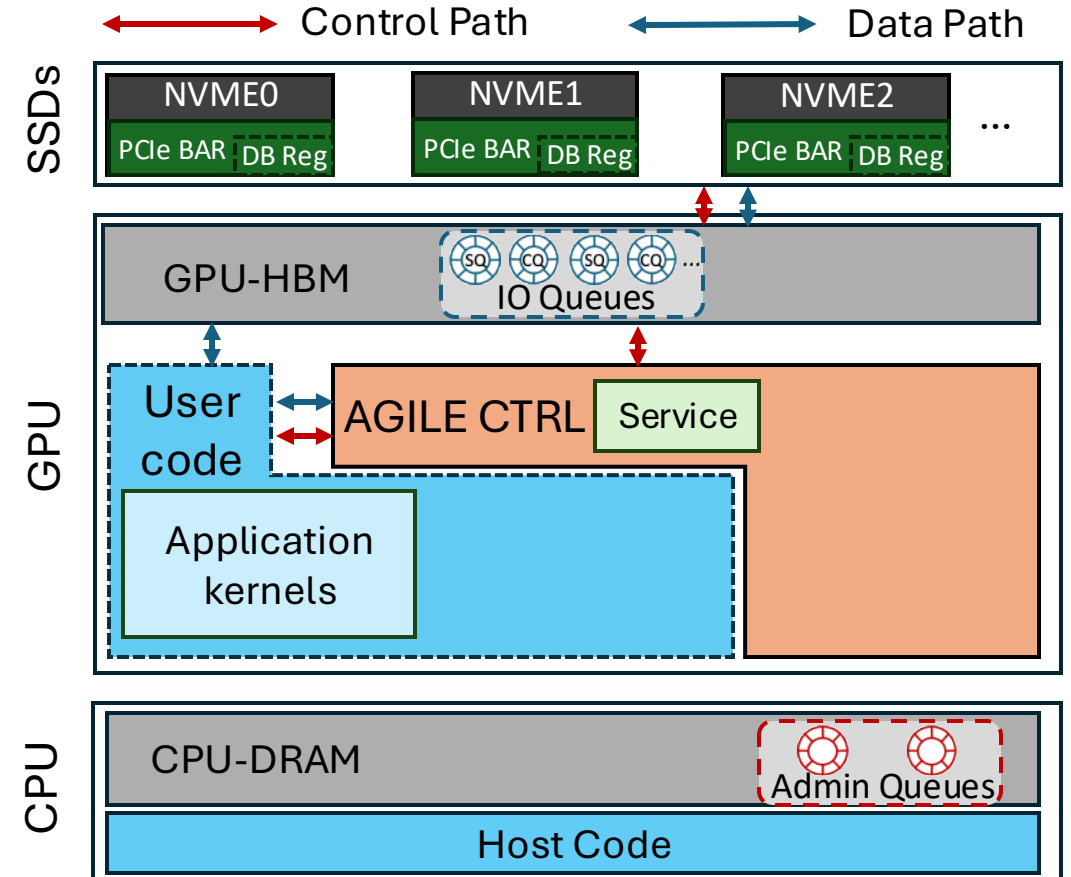 Control Path
Data Path
SSDs
NVME0
PCIe BAR
DB Reg
NVME1
PCIe BAR
DB Reg
NVME2
PCIe BAR
DB Reg
...
GPU
GPU-HBM
SQ
CQ
SQ
CQ
...
IO Queues
User
code
AGILE CTRL
Service
Application
kernels
CPU
CPU-DRAM
Admin Queues
Host Code